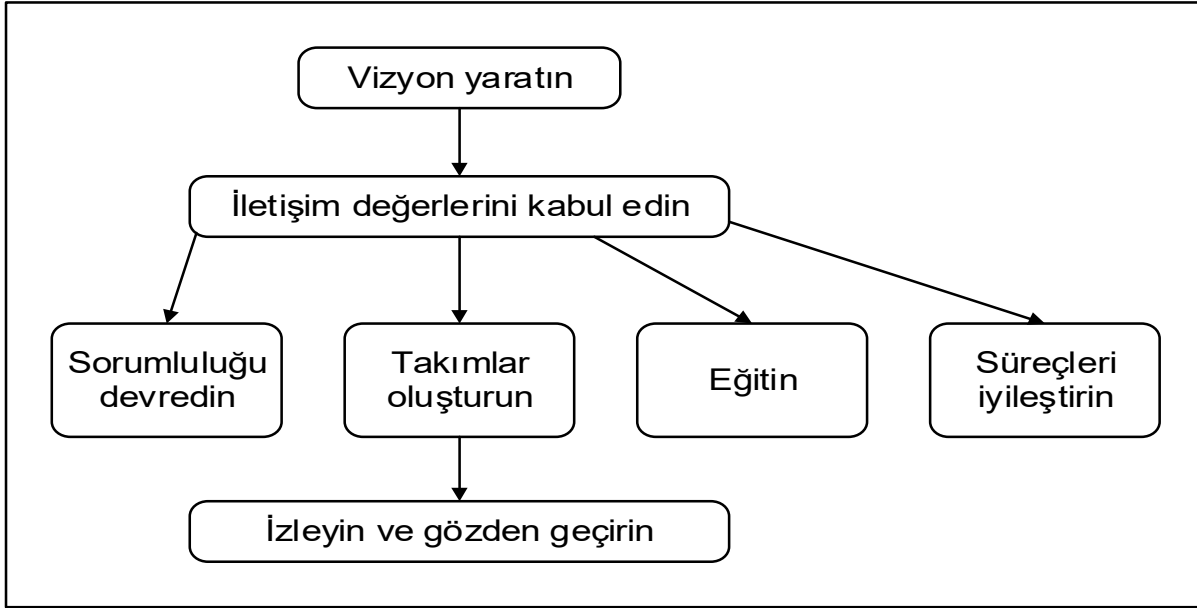 Vizyon yaratın
İletişim değerlerini kabul edin
Sorumluluğu
devredin
Takımlar
oluşturun
Eğitin
Süreçleri
iyileştirin
İzleyin ve gözden geçirin